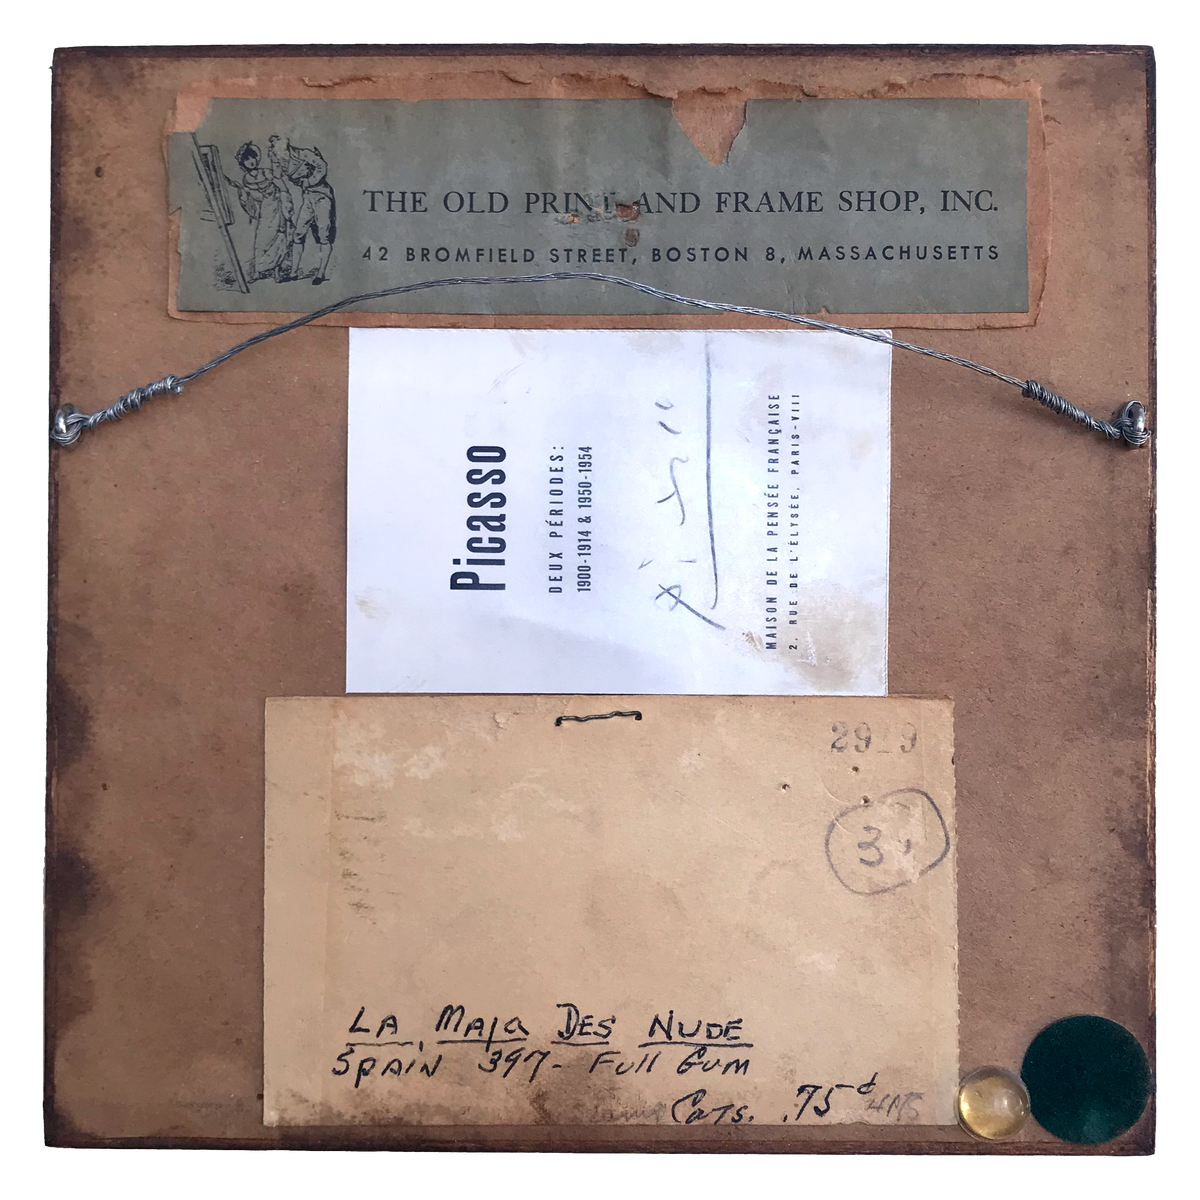 THE OLD PRINT AND FRAME SHOP, INC.
42 BROMFIELD STREET, BOSTON 8, MASSACHUSETTS
Picasso
DEUX PÉRIODES:
1900-1914 & 1950-1954
MAISON DE LA PENSÉE FRANÇAISE
2, RUE DE L'ÉLYSÉE, PARIS-VIII
29 9
3
LA MAJA DES NUDE
SPAIN 397- Full Gum
Cats. .75¢